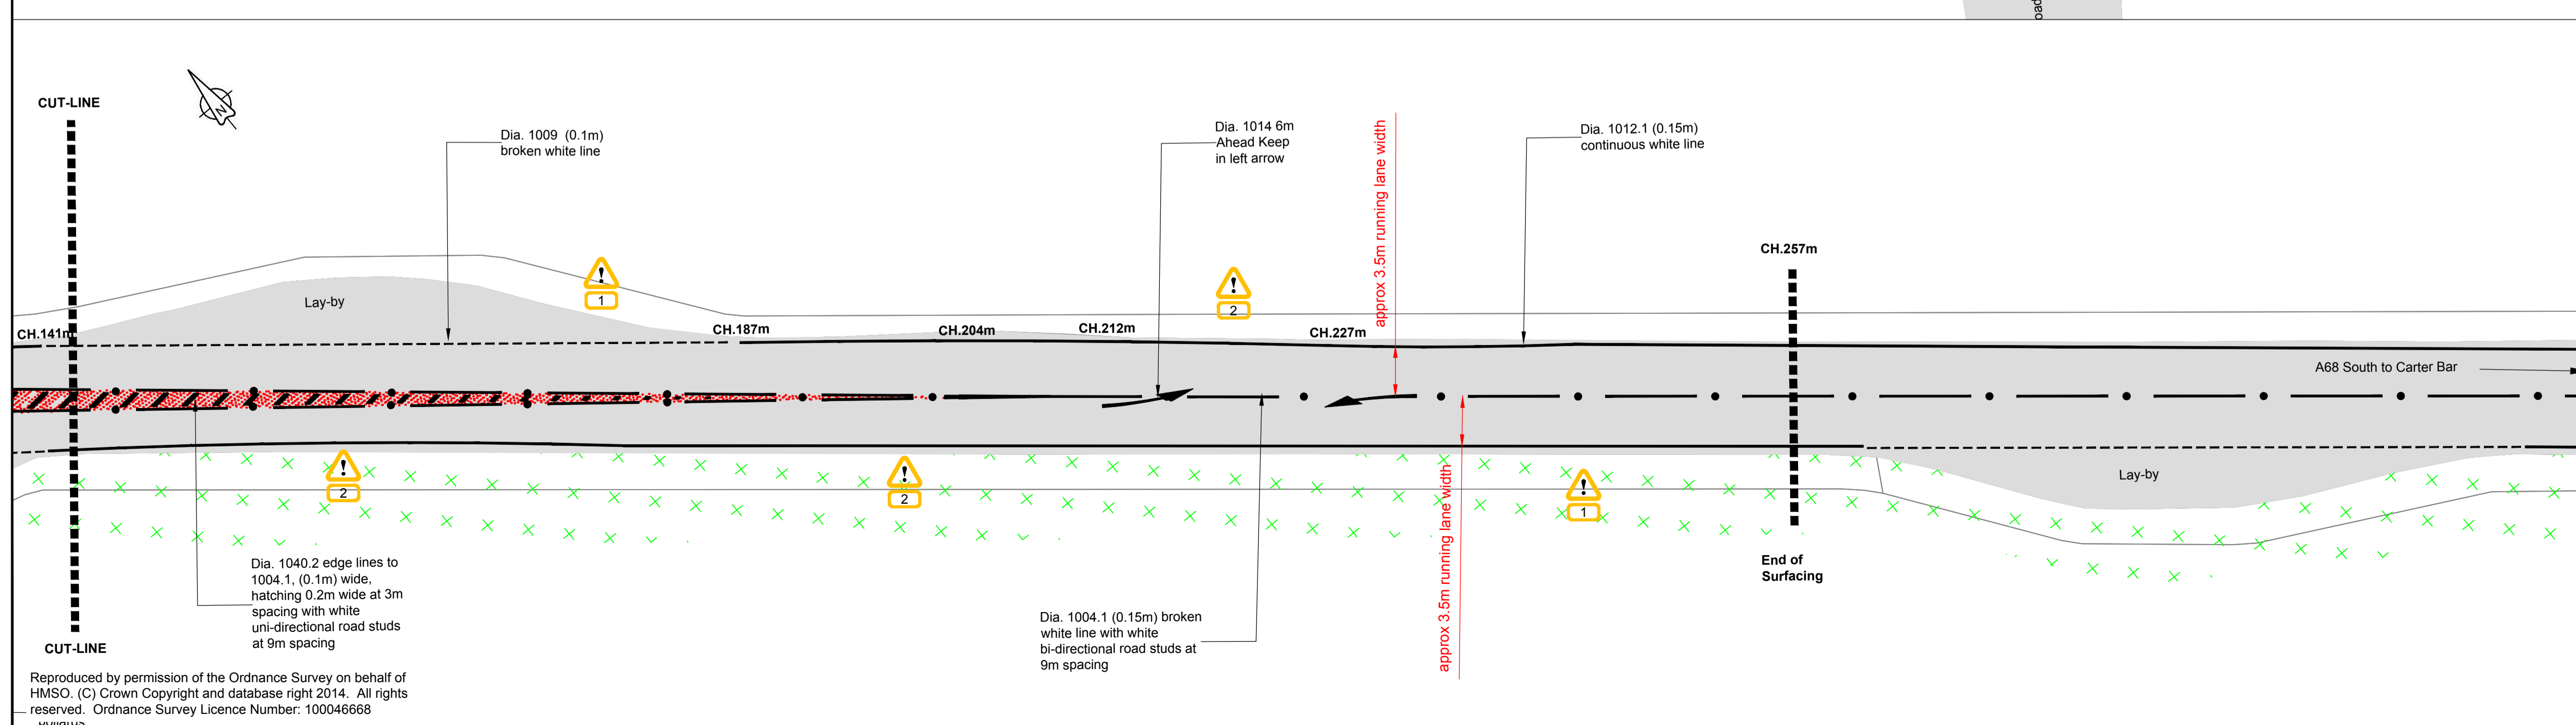 CUT-LINE
N
Dia. 1009 (0.1m)
broken white line
Dia. 1014 6m
Ahead Keep
in left arrow
approx 3.5m running lane width
Dia. 1012.1 (0.15m)
continuous white line
CH.257m
Lay-by
!
1
!
2
CH.141m
CH.187m
CH.204m
CH.212m
CH.227m
A68 South to Carter Bar
!
2
!
2
!
1
Lay-by
approx 3.5m running lane width
End of
Surfacing
Dia. 1040.2 edge lines to
1004.1, (0.1m) wide,
hatching 0.2m wide at 3m
spacing with white
uni-directional road studs
at 9m spacing
Dia. 1004.1 (0.15m) broken
white line with white
bi-directional road studs at
9m spacing
CUT-LINE
Reproduced by permission of the Ordnance Survey on behalf of
HMSO. (C) Crown Copyright and database right 2014. All rights
reserved. Ordnance Survey Licence Number: 100046668